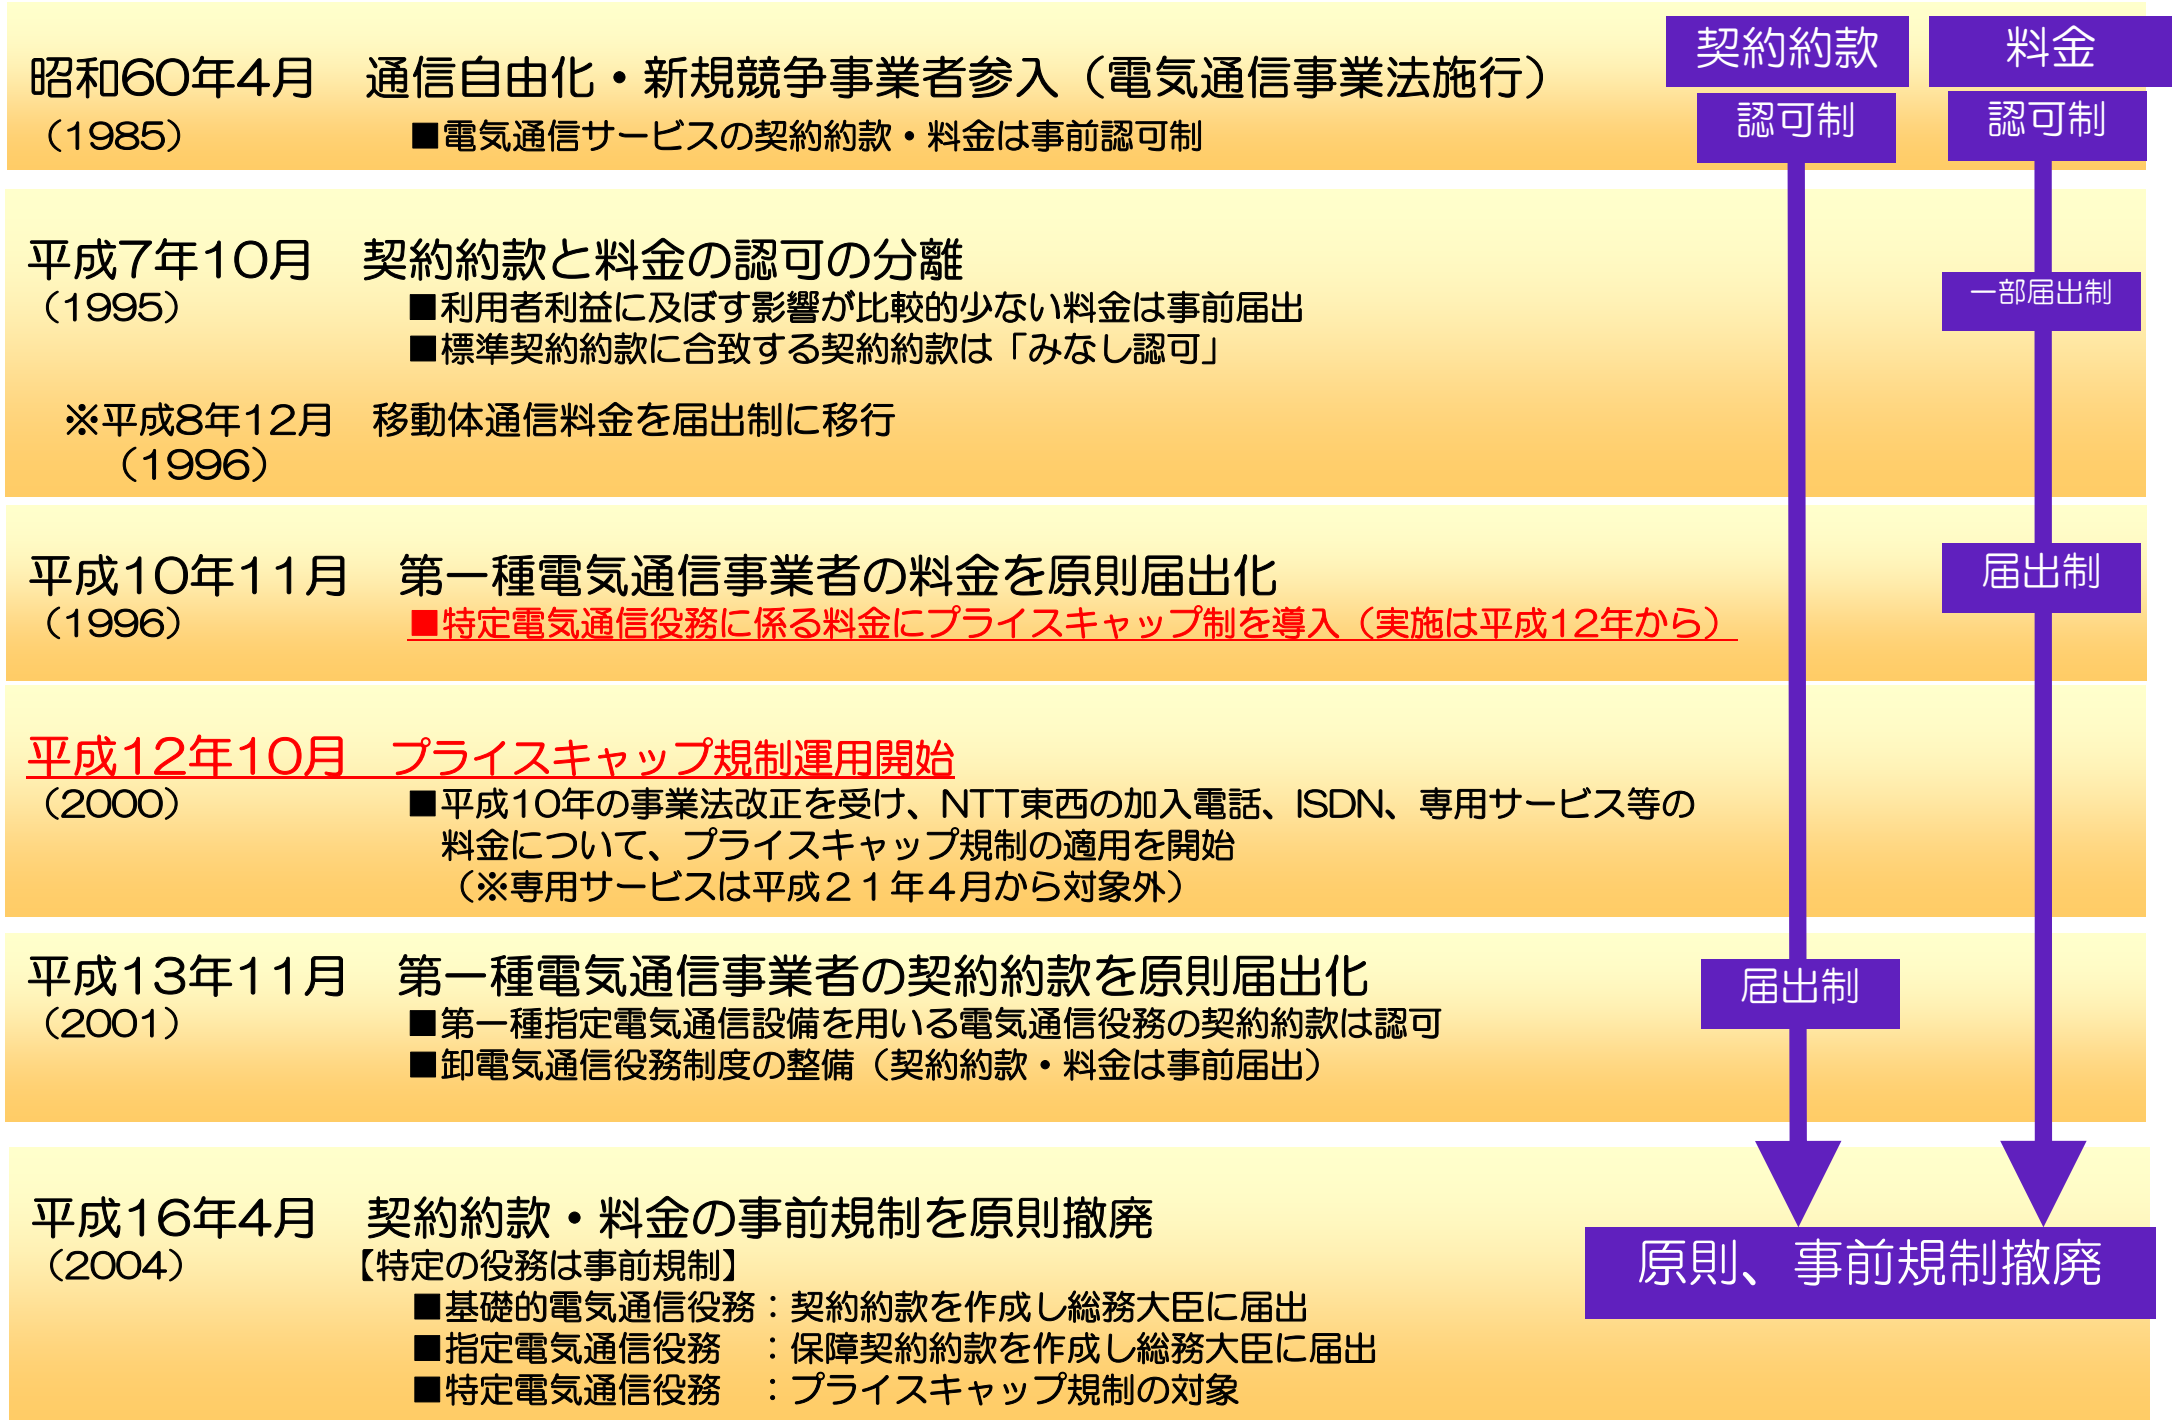 昭和60年4月　通信自由化・新規競争事業者参入（電気通信事業法施行）
（1985）　■電気通信サービスの契約約款・料金は事前認可制
契約約款　料金
認可制　認可制
平成7年10月　契約約款と料金の認可の分離
（1995）　■利用者利益に及ぼす影響が比較的少ない料金は事前届出
■標準契約約款に合致する契約約款は「みなし認可」
一部届出制
※平成8年12月　移動体通信料金を届出制に移行
（1996）
平成10年11月　第一種電気通信事業者の料金を原則届出化
（1996）　■特定電気通信役務に係る料金にプライスキャップ制を導入（実施は平成12年から）
届出制
平成12年10月　プライスキャップ規制運用開始
（2000）　■平成10年の事業法改正を受け、NTT東西の加入電話、ISDN、専用サービス等の
料金について、プライスキャップ規制の適用を開始
（※専用サービスは平成２１年４月から対象外）
平成13年11月　第一種電気通信事業者の契約約款を原則届出化
（2001）　■第一種指定電気通信設備を用いる電気通信役務の契約約款は認可
■卸電気通信役務制度の整備（契約約款・料金は事前届出）
届出制
平成16年4月　契約約款・料金の事前規制を原則撤廃
（2004）　【特定の役務は事前規制】
■基礎的電気通信役務：契約約款を作成し総務大臣に届出
■指定電気通信役務　：保障契約約款を作成し総務大臣に届出
■特定電気通信役務　：プライスキャップ規制の対象
原則、事前規制撤廃